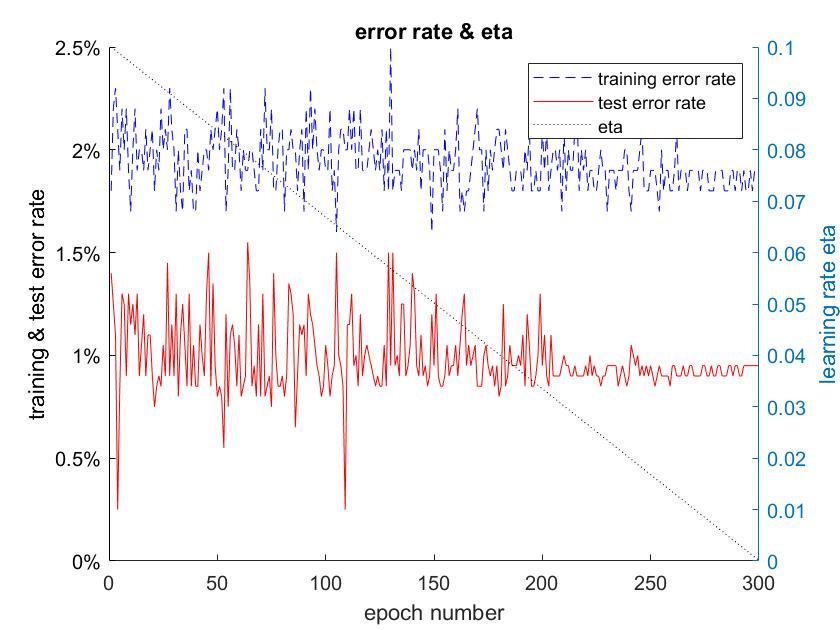 error rate & eta
2.5%
2%
1.5%
1%
0.5%
0%
training & test error rate
training error rate
test error rate
eta
0.1
0.09
0.08
0.07
0.06
0.05
0.04
0.03
0.02
0.01
0
learning rate eta
0 50 100 150 200 250 300
epoch number